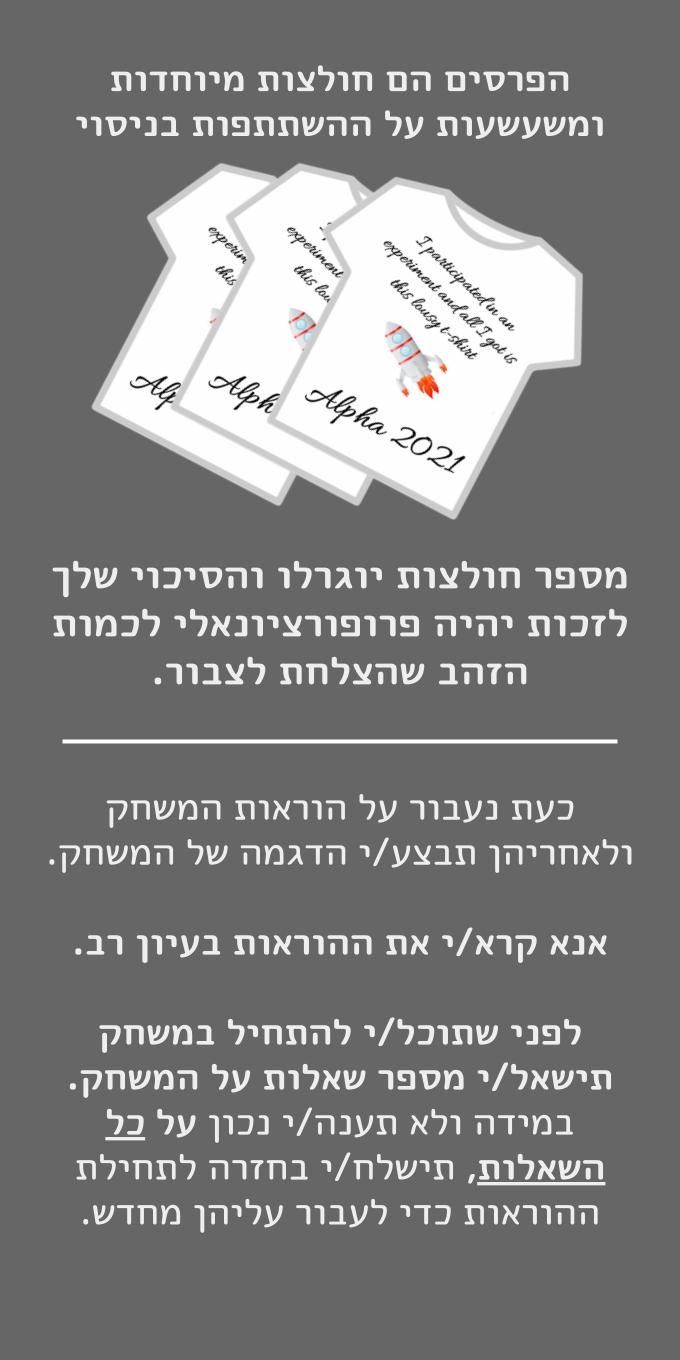 הפרסים הם חולצות מיוחדות
ומשעשעות על ההשתתפות בניסוי
experim
this
Alp
experiment
this lou
Alph
I participated in an
experiment and all I got is
this lousy t-shirt
Alpha 2021
מספר חולצות יוגרלו והסיכוי שלך
לזכות יהיה פרופורציונאלי לכמות
הזהב שהצלחת לצבור.
כעת נעבור על הוראות המשחק
ולאחריהן תבצע/י הדגמה של המשחק.
אנא קרא/י את ההוראות בעיון רב.
לפני שתוכל/י להתחיל במשחק
תישאל/י מספר שאלות על המשחק.
במידה ולא תענה/י נכון על כל
השאלות, תישלח/י בחזרה לתחילת
ההוראות כדי לעבור עליהן מחדש.